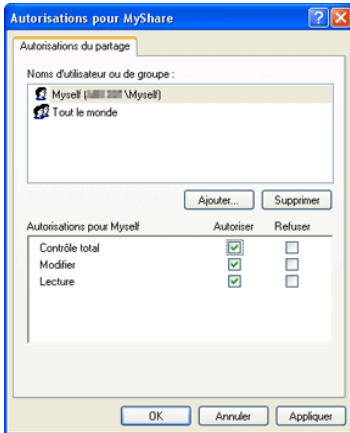 Autorisations pour MyShare
Autorisations du partage
Noms d'utilisateur ou de groupe :
Myself ( \Myself)
Tout le monde
Ajouter... Supprimer
Autorisations pour Myself Autoriser Refuser
Contrôle total
Modifier
Lecture
OK Annuler Appliquer